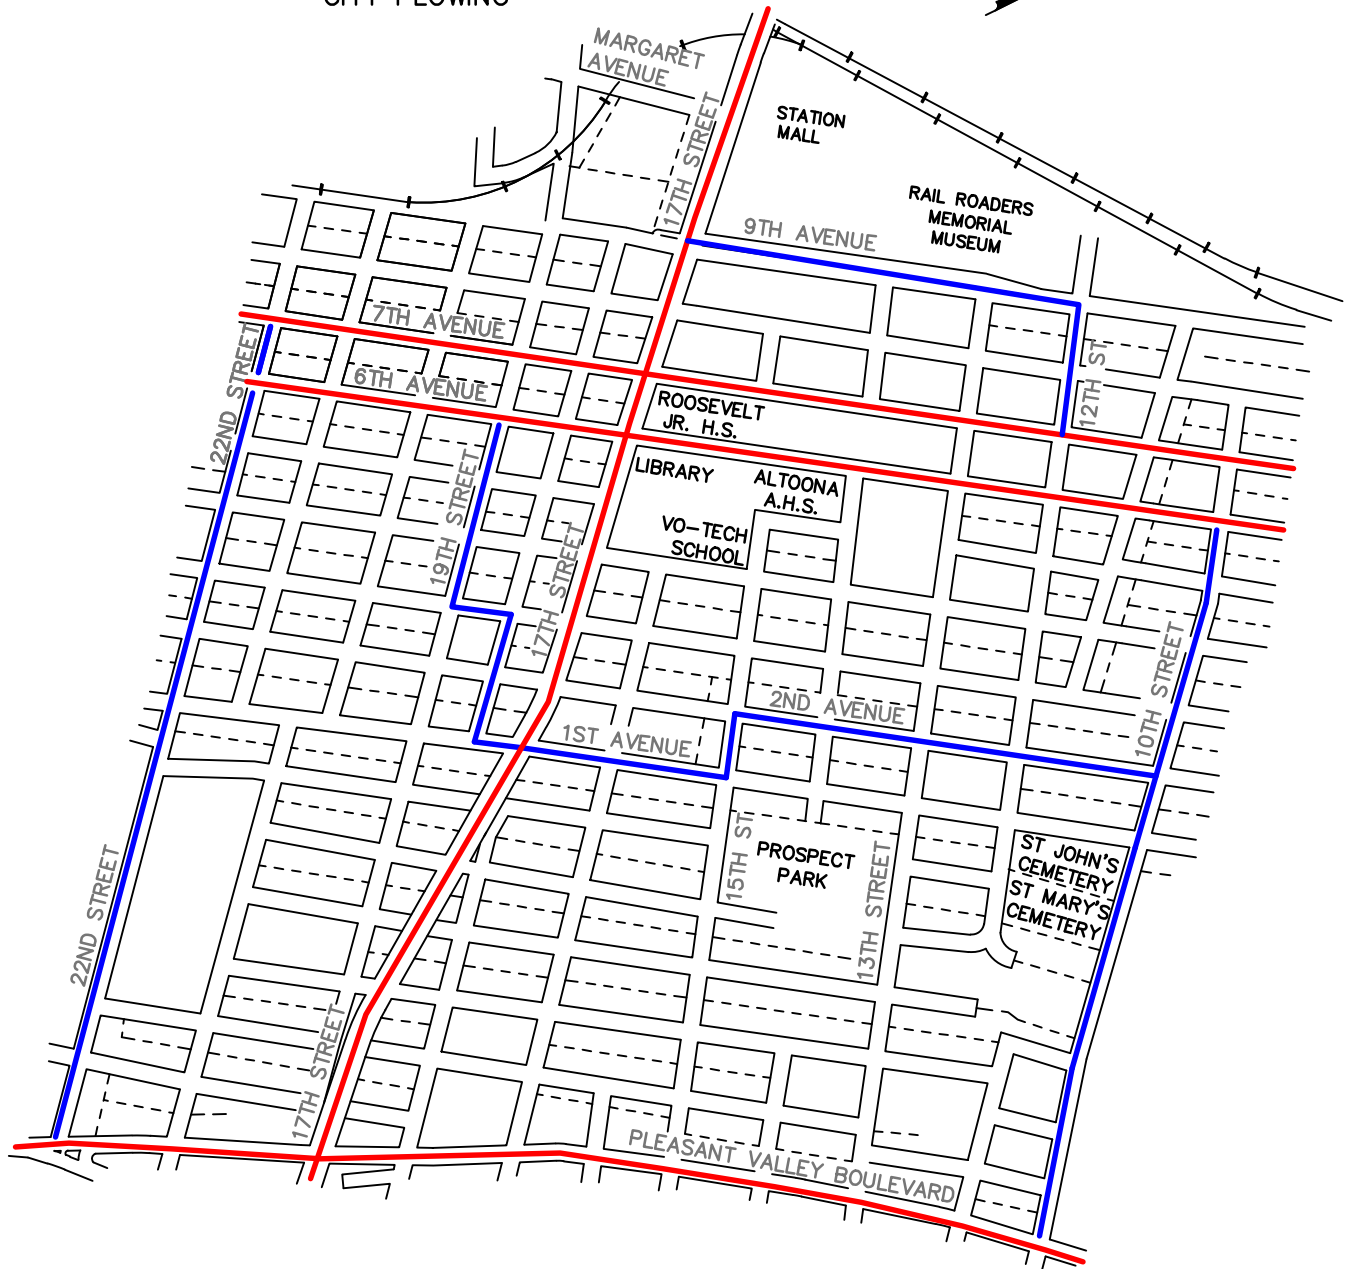 CITY PLOWING
MARGARET
AVENUE
17TH STREET
STATION
MALL
RAIL ROADERS
MEMORIAL
MUSEUM
9TH AVENUE
7TH AVENUE
6TH AVENUE
22ND STREET
12TH ST
ROOSEVELT
JR. H.S.
LIBRARY
ALTOONA
A.H.S.
VO-TECH
SCHOOL
19TH STREET
17TH STREET
10TH STREET
2ND AVENUE
1ST AVENUE
15TH ST
PROSPECT
PARK
13TH STREET
ST JOHN'S
CEMETERY
ST MARY'S
CEMETERY
22ND STREET
17TH STREET
PLEASANT VALLEY BOULEVARD